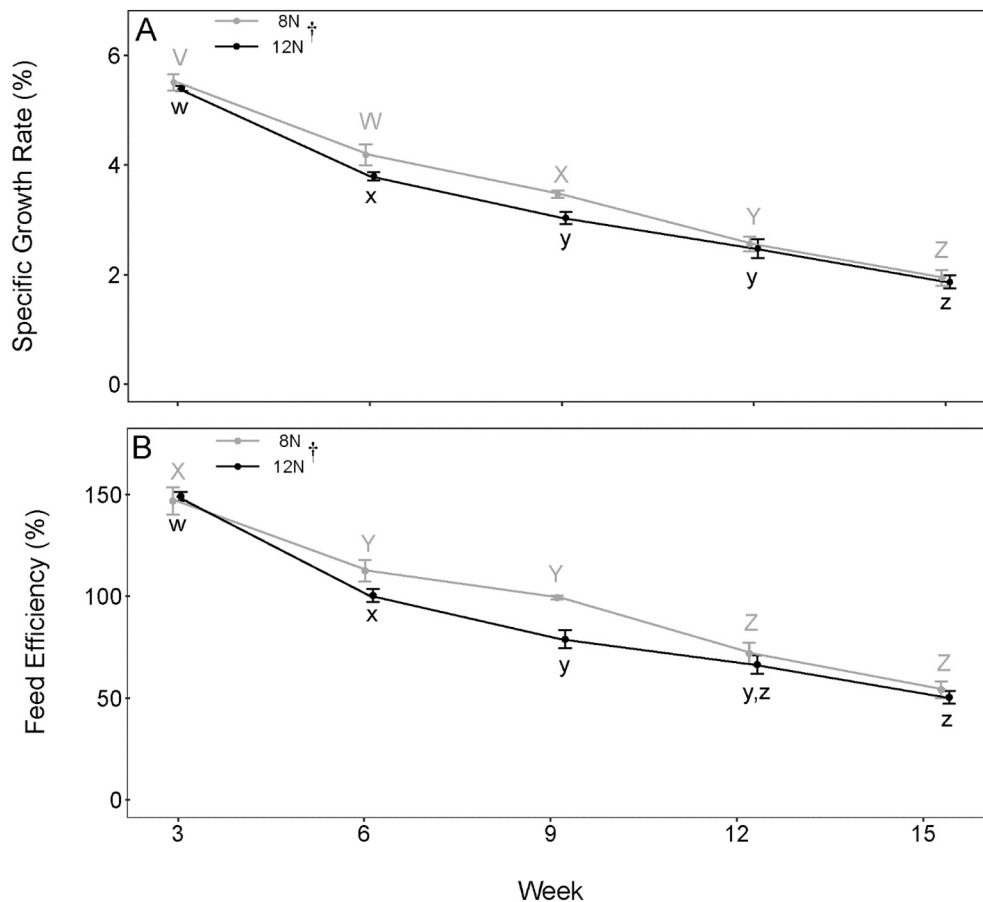 A
8N
12N †
Specific Growth Rate (%)
6
4
2
0
V
W
X
Y
Z
w
x
y
y
z
B
8N
12N †
Feed Efficiency (%)
150
100
50
0
X
Y
Y
Z
Z
w
x
y
y,z
z
3 6 9 12 15
Week